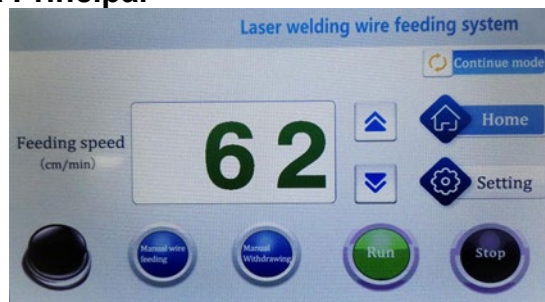 Laser welding wire feeding system
Continue mode
Feeding speed
(cm/min)
62
Home
Setting
Manual wire
feeding
Manual
Withdrawing
Run
Stop